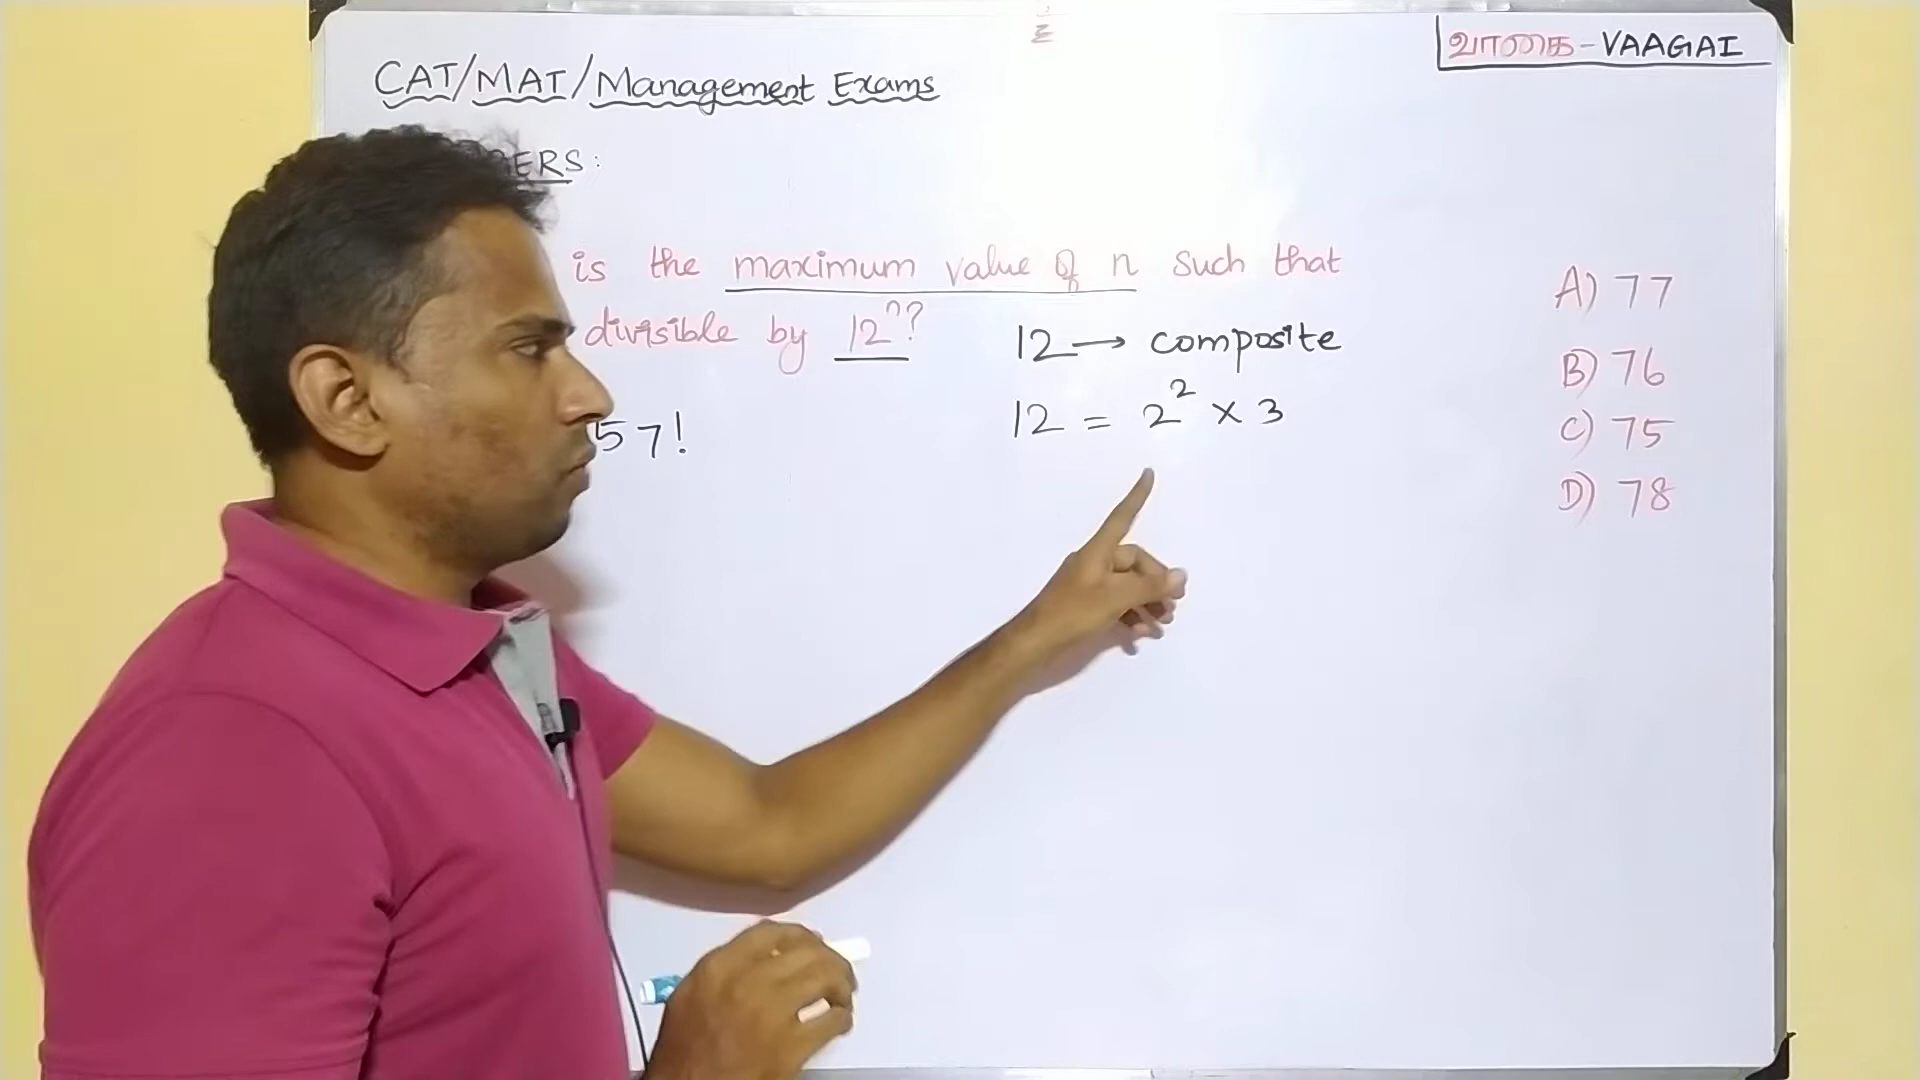 வாகை - VAAGAI
CAT/MAT/Management Exams
BERS:
is the maximum value of n such that
divisible by 12ⁿ?
57!
12 → composite
12 = 2² × 3
A) 77
B) 76
C) 75
D) 78